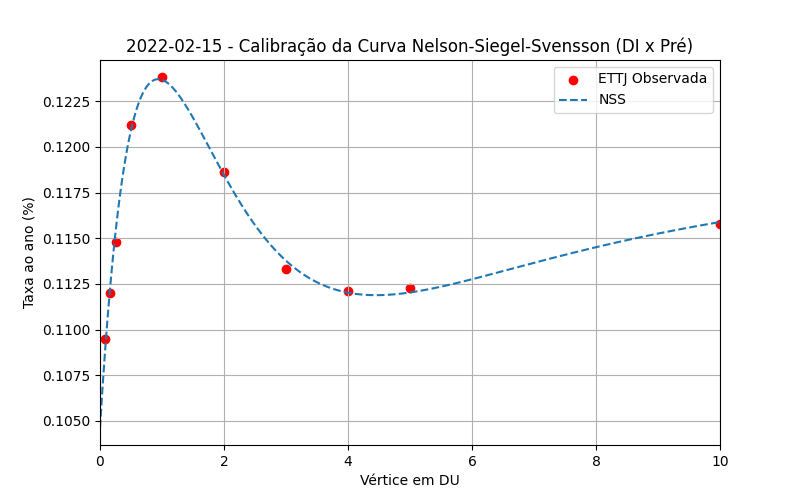 2022-02-15 - Calibração da Curva Nelson-Siegel-Svensson (DI x Pré)
ETTJ Observada
NSS
Taxa ao ano (%)
0.1225
0.1200
0.1175
0.1150
0.1125
0.1100
0.1075
0.1050
0 2 4 6 8 10
Vértice em DU